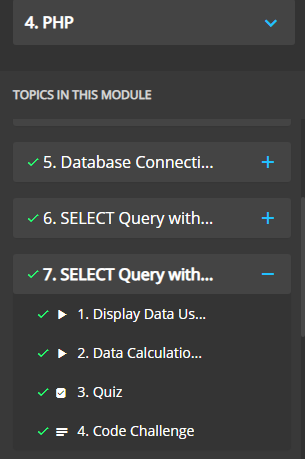 4. PHP
TOPICS IN THIS MODULE
5. Database Connecti...
6. SELECT Query with...
7. SELECT Query with...
1. Display Data Us...
2. Data Calculatio...
3. Quiz
4. Code Challenge